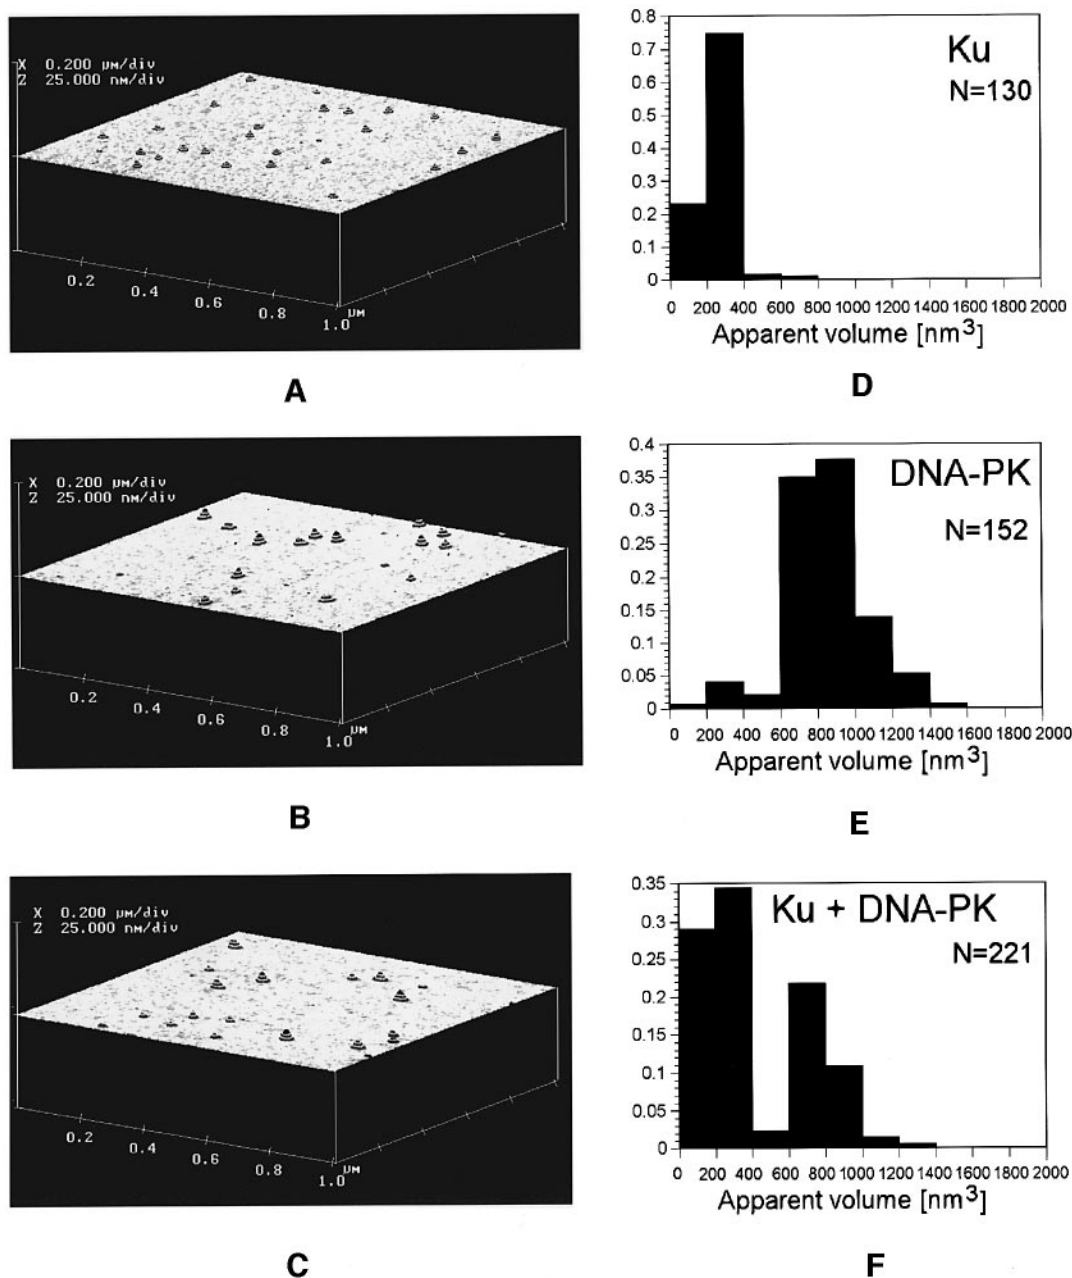 X 0.200 µm/div
Z 25.000 nm/div
0.2
0.4
0.6
0.8
1.0
µm
A
0.8
0.7
0.6
0.5
0.4
0.3
0.2
0.1
0
Ku
N=130
0 200 400 600 800 1000 1200 1400 1600 1800 2000
Apparent volume [nm3]
D
X 0.200 µm/div
Z 25.000 nm/div
0.2
0.4
0.6
0.8
1.0
µm
B
0.4
0.35
0.3
0.25
0.2
0.15
0.1
0.05
0
DNA-PK
N=152
0 200 400 600 800 1000 1200 1400 1600 1800 2000
Apparent volume [nm3]
E
X 0.200 µm/div
Z 25.000 nm/div
0.2
0.4
0.6
0.8
1.0
µm
C
0.35
0.3
0.25
0.2
0.15
0.1
0.05
0
Ku + DNA-PK
N=221
0 200 400 600 800 1000 1200 1400 1600 1800 2000
Apparent volume [nm3]
F